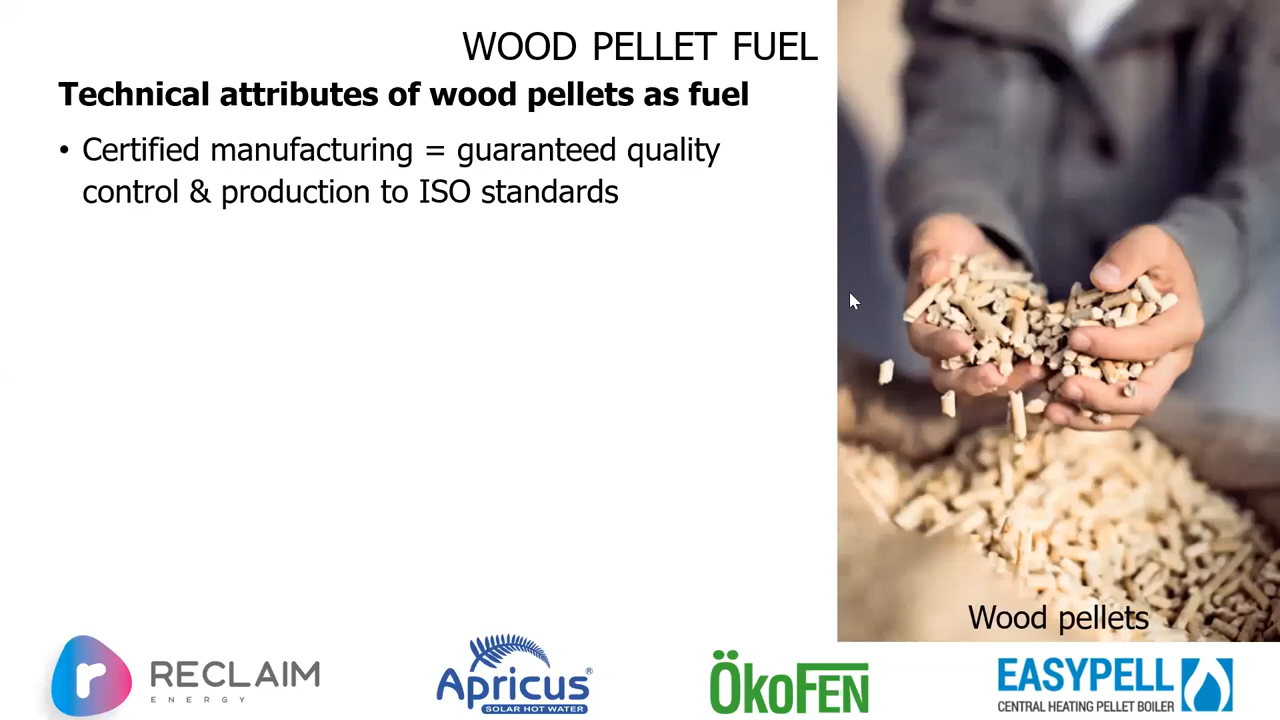 WOOD PELLET FUEL
Technical attributes of wood pellets as fuel
• Certified manufacturing = guaranteed quality
control & production to ISO standards
Wood pellets
r RECLAIM
ENERGY
Apricus®
SOLAR HOT WATER
ÖkoFEN
EASYPELL
CENTRAL HEATING PELLET BOILER